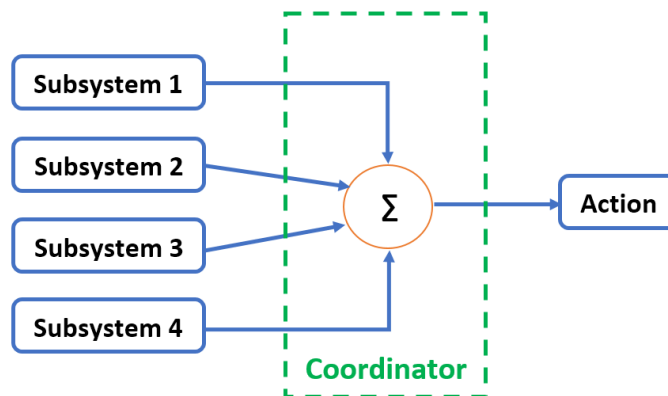 Subsystem 1
Subsystem 2
Subsystem 3
Subsystem 4
Σ
Action
Coordinator